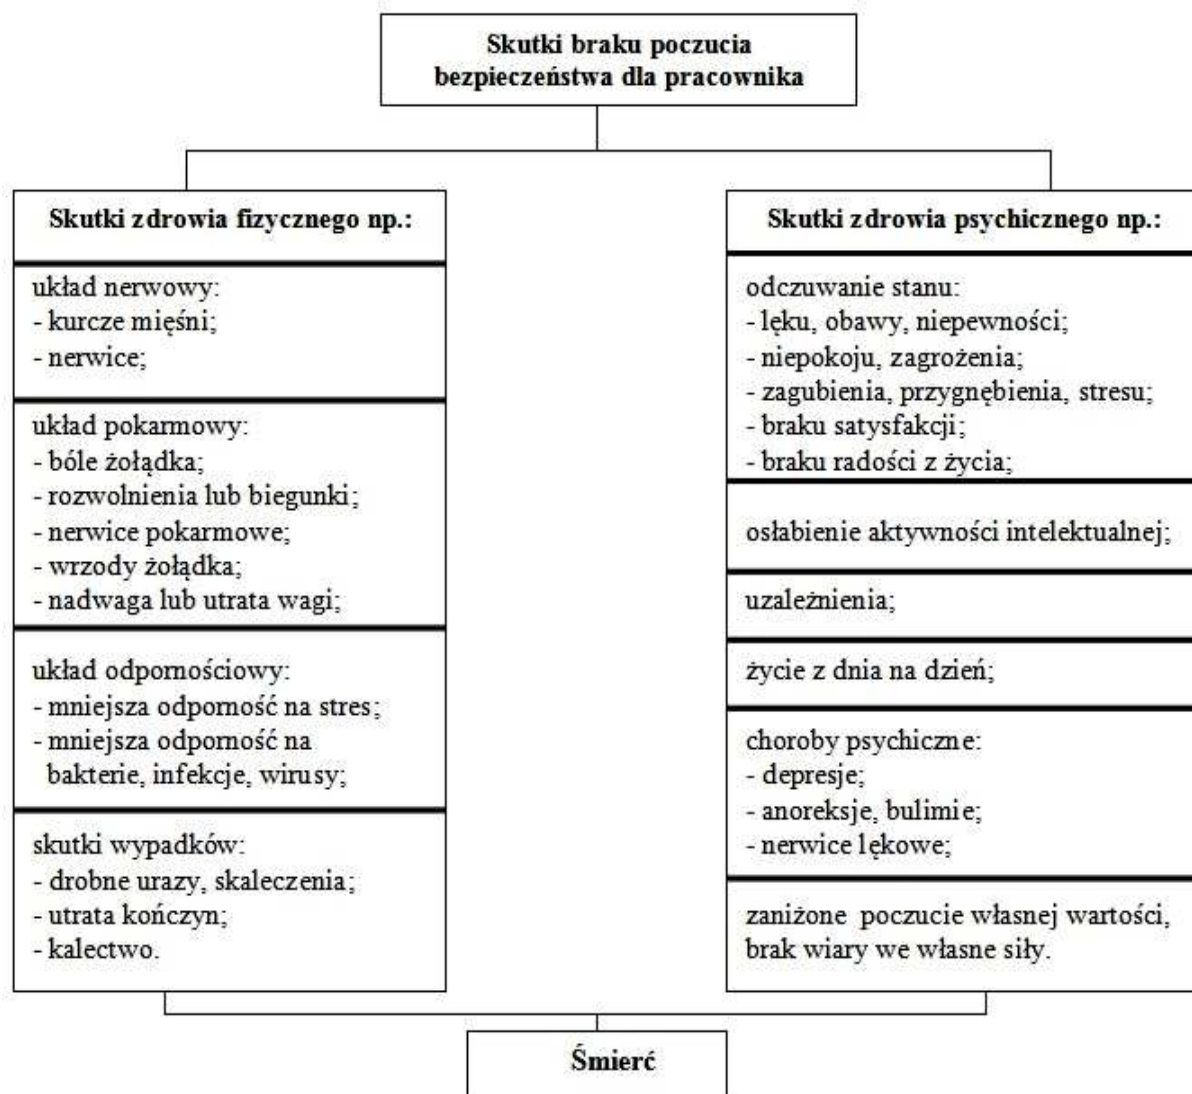 Skutki braku poczucia
bezpieczeństwa dla pracownika
Skutki zdrowia fizycznego np.:
układ nerwowy:
- kurcze mięśni;
- nerwice;
układ pokarmowy:
- bóle żołądka;
- rozwolnienia lub biegunki;
- nerwice pokarmowe;
- wrzody żołądka;
- nadwaga lub utrata wagi;
układ odpornościowy:
- mniejsza odporność na stres;
- mniejsza odporność na
bakterie, infekcje, wirusy;
skutki wypadków:
- drobne urazy, skaleczenia;
- utrata kończyn;
- kalectwo.
Skutki zdrowia psychicznego np.:
odczuwanie stanu:
- lęku, obawy, niepewności;
- niepokoju, zagrożenia;
- zagubienia, przygnębienia, stresu;
- braku satysfakcji;
- braku radości z życia;
osłabienie aktywności intelektualnej;
uzależnienia;
życie z dnia na dzień;
choroby psychiczne:
- depresje;
- anoreksje, bulimie;
- nerwice lękowe;
zaniżone poczucie własnej wartości,
brak wiary we własne siły.
Śmierć